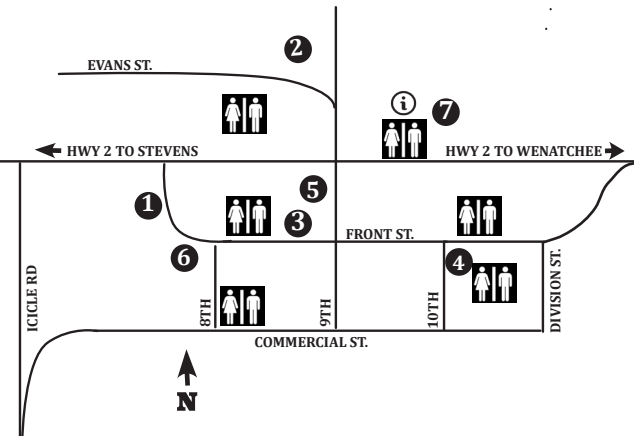 2
EVANS ST.
i
7
HWY 2 TO STEVENS
HWY 2 TO WENATCHEE
5
1
3
FRONT ST.
6
4
ICICLE RD
8TH
9TH
10TH
DIVISION ST.
COMMERCIAL ST.
N